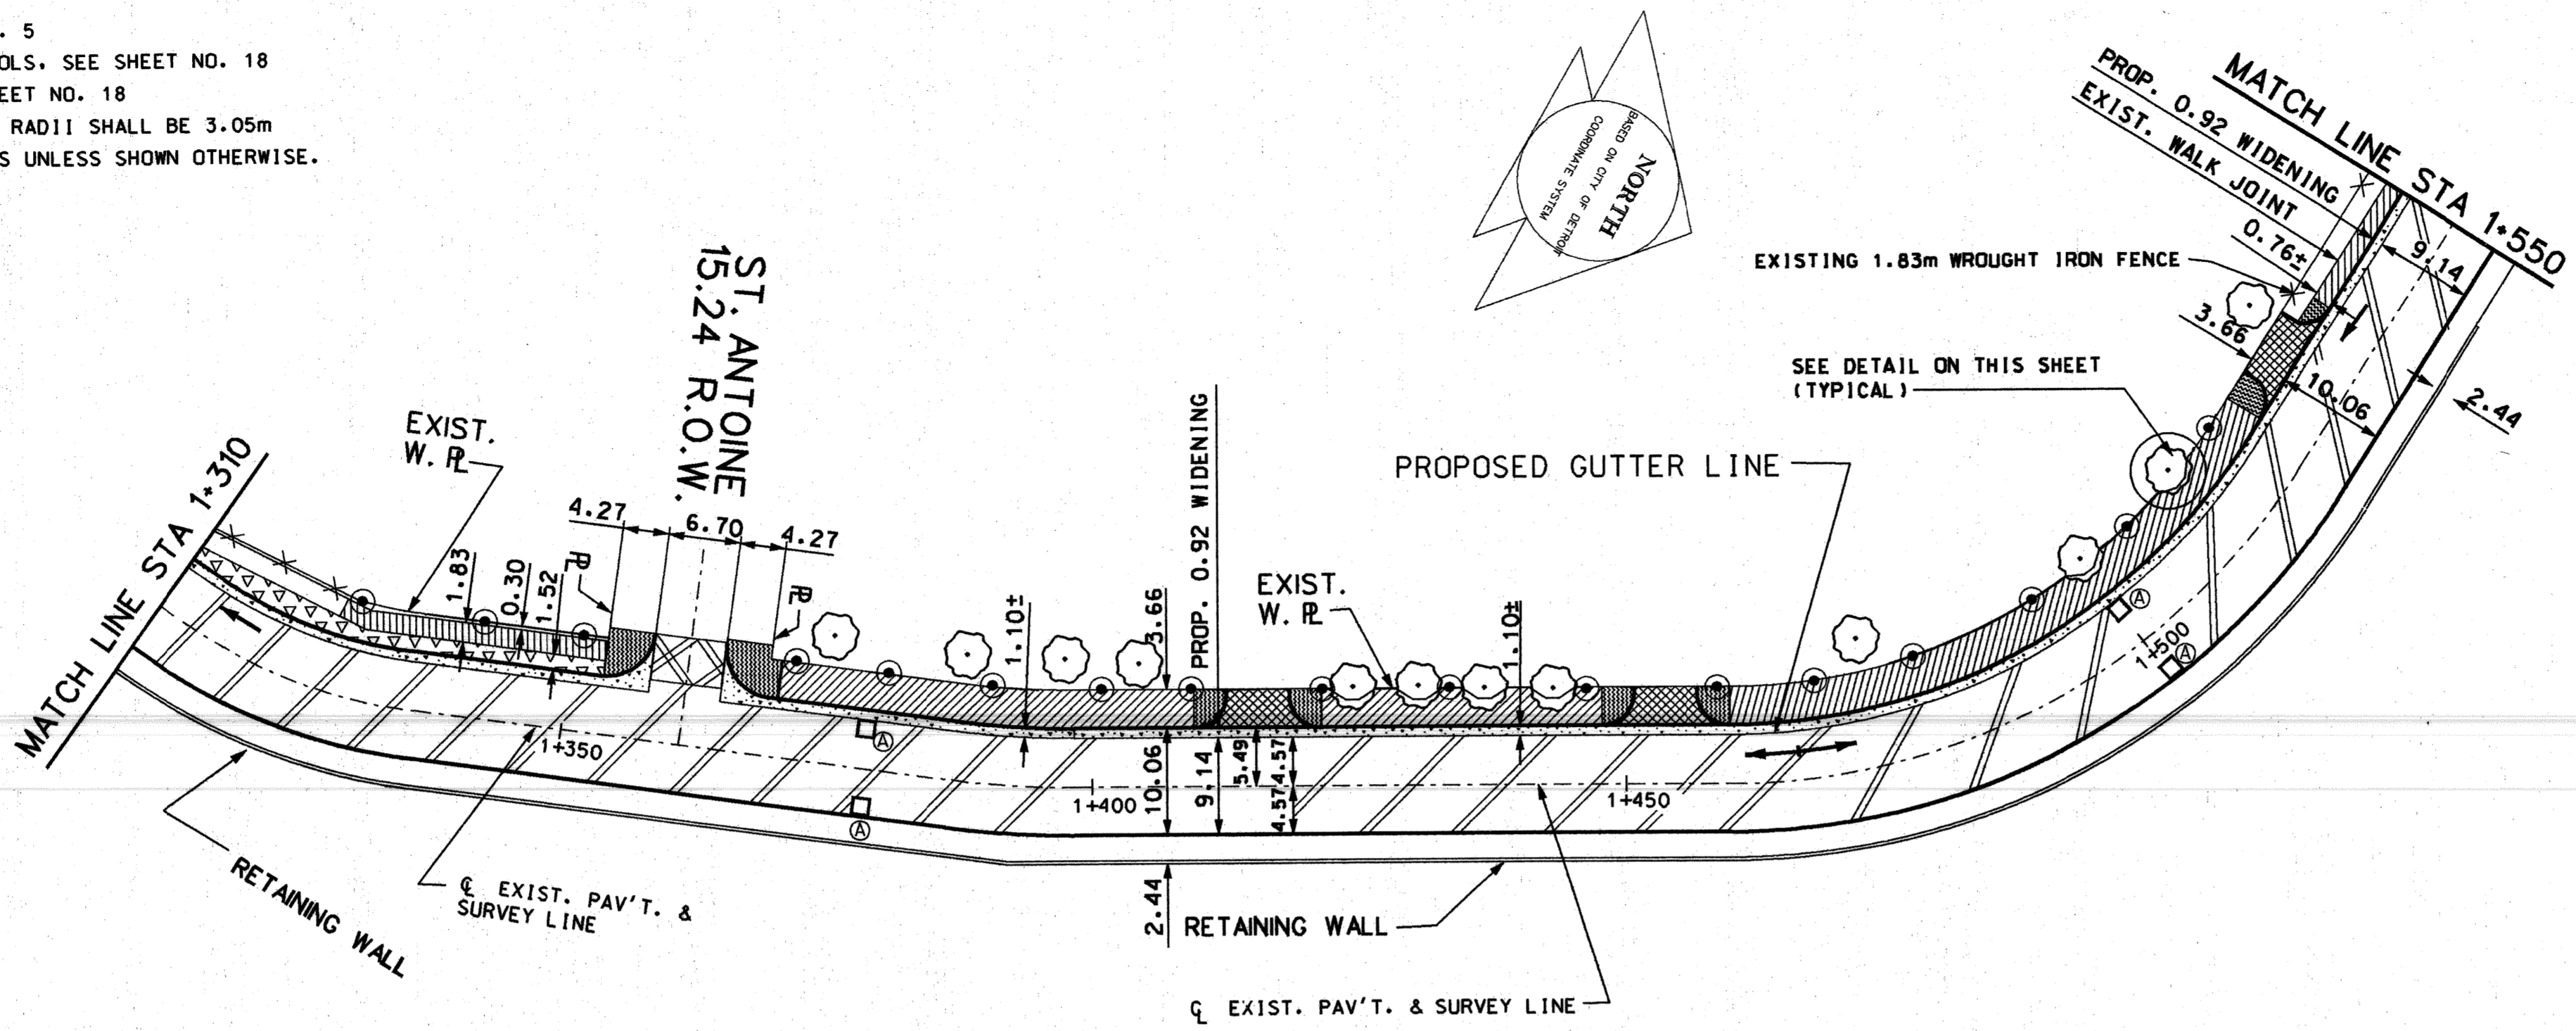 . 5
OLS. SEE SHEET NO. 18
EET NO. 18
RADII SHALL BE 3.05m
S UNLESS SHOWN OTHERWISE.
BASED ON CITY OF DETROIT
COORDINATE SYSTEM
NORTH
MATCH LINE STA 1+550
PROP. 0.92 WIDENING
EXIST. WALK JOINT
0.76±
9.14
EXISTING 1.83m WROUGHT IRON FENCE
3.66
SEE DETAIL ON THIS SHEET
(TYPICAL)
10.06
2.44
ST. ANTOINE
15.24 R.O.W.
EXIST.
W. PL
PROP. 0.92 WIDENING
PROPOSED GUTTER LINE
MATCH LINE STA 1+310
4.27
6.70
4.27
1.83
0.30
1.52
PL
PL
1.10±
3.66
EXIST.
W. PL
1.10±
A
A
1+500
1+350
A
A
1+400
10.06
9.14
5.49
4.57
4.57
1+450
RETAINING WALL
CL EXIST. PAV'T. &
SURVEY LINE
2.44
RETAINING WALL
CL EXIST. PAV'T. & SURVEY LINE